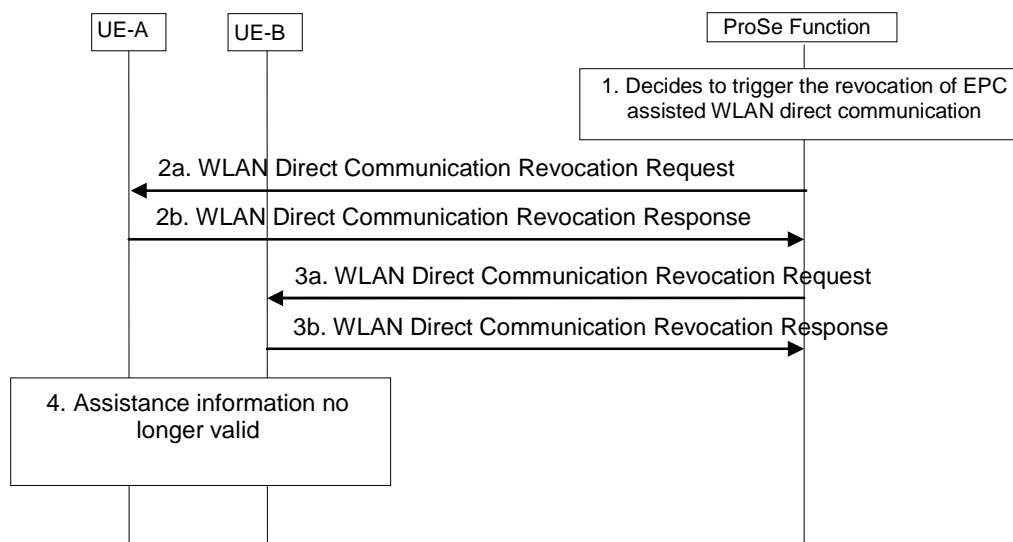 UE-A
UE-B
ProSe Function
1. Decides to trigger the revocation of EPC
assisted WLAN direct communication
2a. WLAN Direct Communication Revocation Request
2b. WLAN Direct Communication Revocation Response
3a. WLAN Direct Communication Revocation Request
3b. WLAN Direct Communication Revocation Response
4. Assistance information no
longer valid